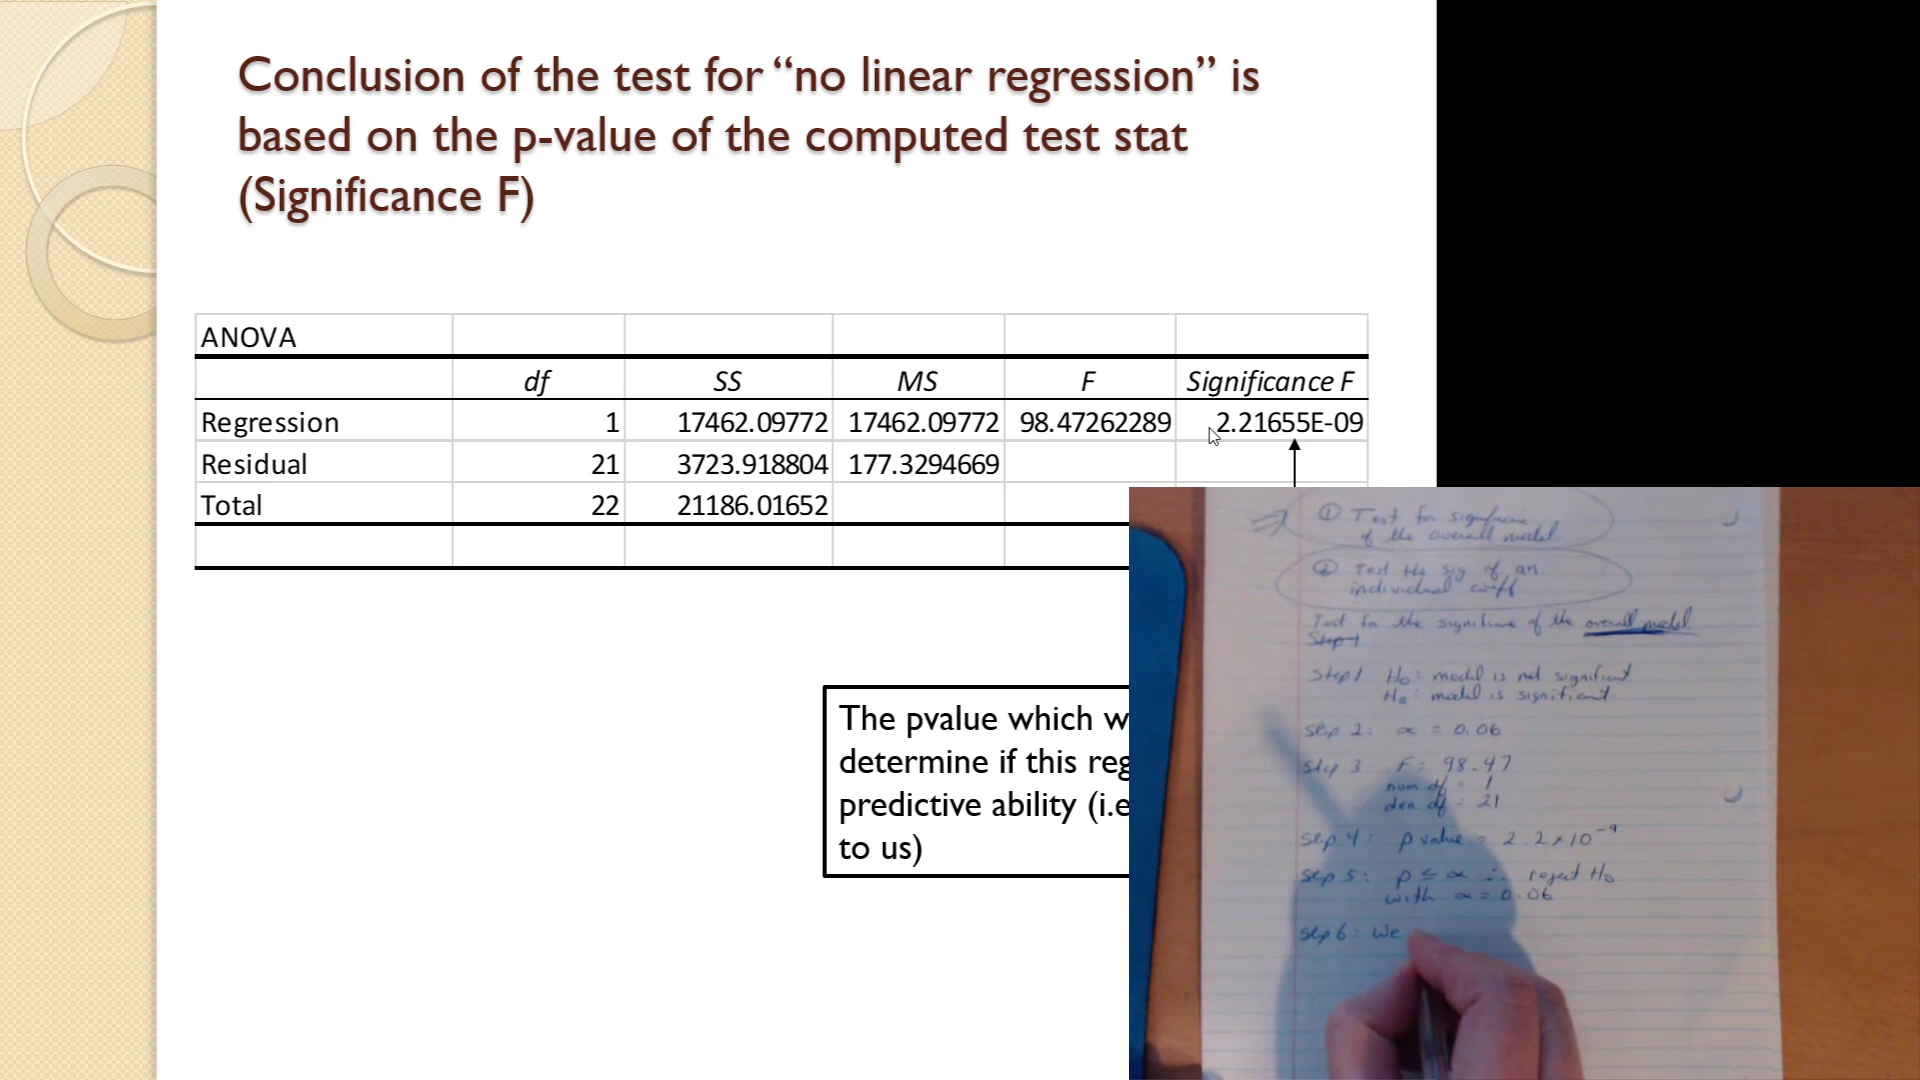 Conclusion of the test for “no linear regression” is
based on the p-value of the computed test stat
(Significance F)
ANOVA
df SS MS F Significance F
Regression 1 17462.09772 17462.09772 98.47262289 2.21655E-09
Residual 21 3723.918804 177.3294669
Total 22 21186.01652
The pvalue which w
determine if this reg
predictive ability (i.e
to us)
⇒ ① Test for significance
of the overall model
② Test the sig of an
individual coeff
Test for the significance of the overall model
Step 1
Step 1 Ho: model is not significant
Ha: model is significant
Step 2: α = 0.06
Step 3 F = 98.47
num df = 1
den df = 21
Step 4: p value = 2.2 × 10⁻⁹
Step 5: p ≤ α ∴ reject Ho
with α = 0.06
Step 6: We